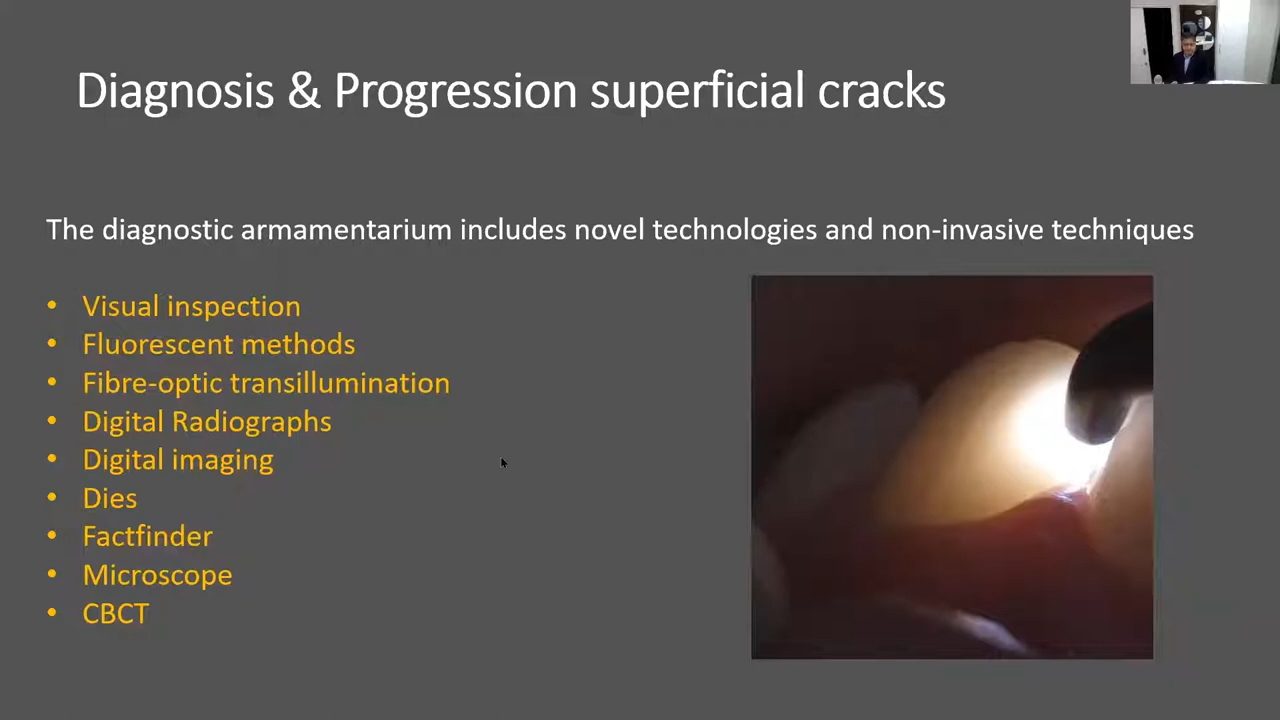 Diagnosis & Progression superficial cracks
The diagnostic armamentarium includes novel technologies and non-invasive techniques
• Visual inspection
• Fluorescent methods
• Fibre-optic transillumination
• Digital Radiographs
• Digital imaging
• Dies
• Factfinder
• Microscope
• CBCT